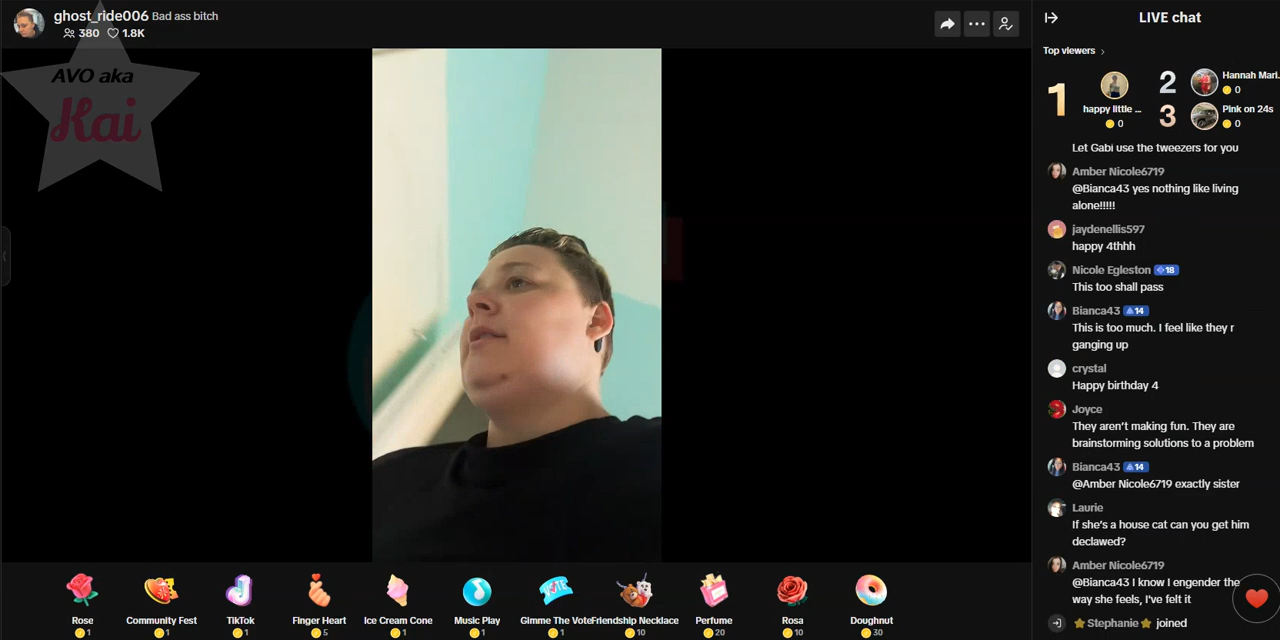 ghost_ride006 Bad ass bitch
380 1.8K
AVO aka
Kai
LIVE chat
Top viewers
1
happy little ...
0
2
Hannah Mari.
0
3
Pink on 24s
0
Let Gabi use the tweezers for you
Amber Nicole6719
@Bianca43 yes nothing like living
alone!!!!!
jaydenellis597
happy 4thhh
Nicole Egleston 18
This too shall pass
Bianca43 14
This is too much. I feel like they r
ganging up
crystal
Happy birthday 4
Joyce
They aren't making fun. They are
brainstorming solutions to a problem
Bianca43 14
@Amber Nicole6719 exactly sister
Laurie
If she's a house cat can you get him
declawed?
Amber Nicole6719
@Bianca43 I know I engender the
way she feels, I've felt it
Stephanie joined
VOTE
Rose
1
Community Fest
1
TikTok
1
Finger Heart
5
Ice Cream Cone
1
Music Play
1
Gimme The Vote
1
Friendship Necklace
10
Perfume
20
Rosa
10
Doughnut
30